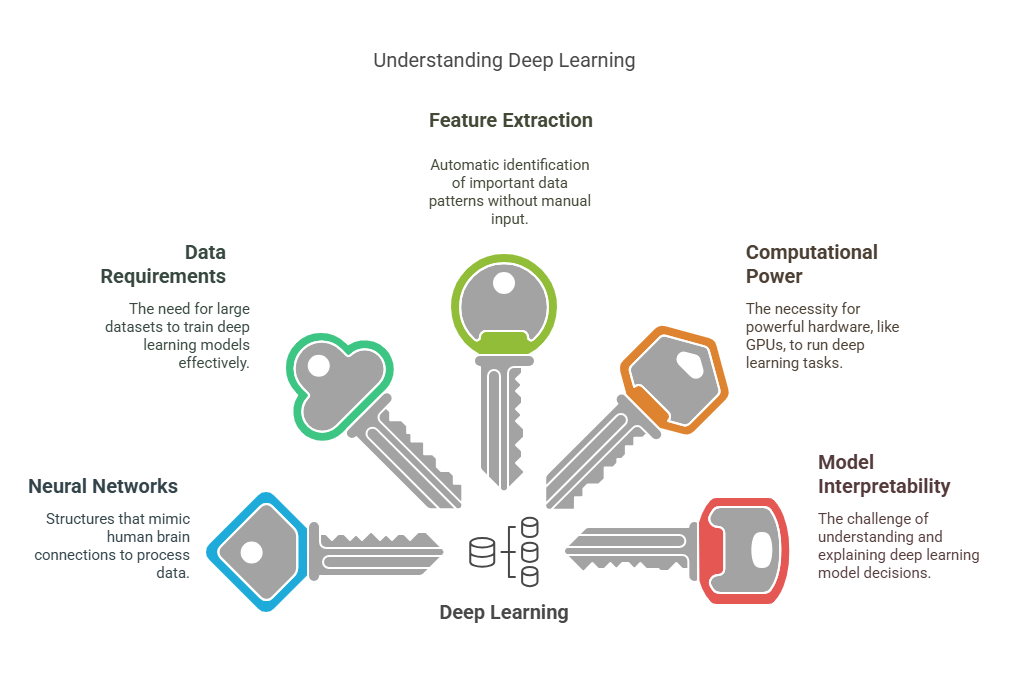 Understanding Deep Learning
Feature Extraction
Automatic identification
of important data
patterns without manual
input.
Data
Requirements
The need for large
datasets to train deep
learning models
effectively.
Computational
Power
The necessity for
powerful hardware, like
GPUs, to run deep
learning tasks.
Neural Networks
Structures that mimic
human brain
connections to process
data.
Model
Interpretability
The challenge of
understanding and
explaining deep learning
model decisions.
Deep Learning